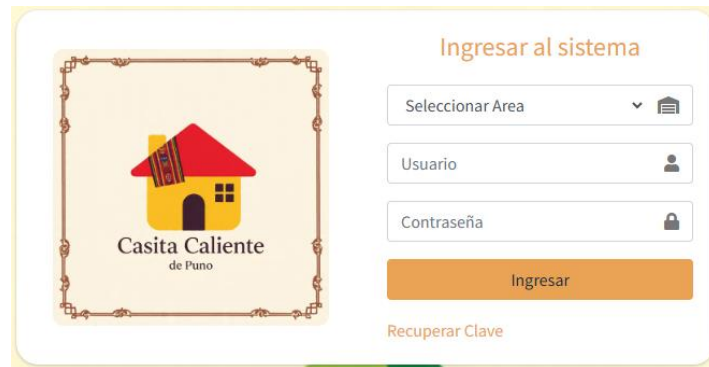 Casita Caliente
de Puno
Ingresar al sistema
Seleccionar Area
Usuario
Contraseña
Ingresar
Recuperar Clave